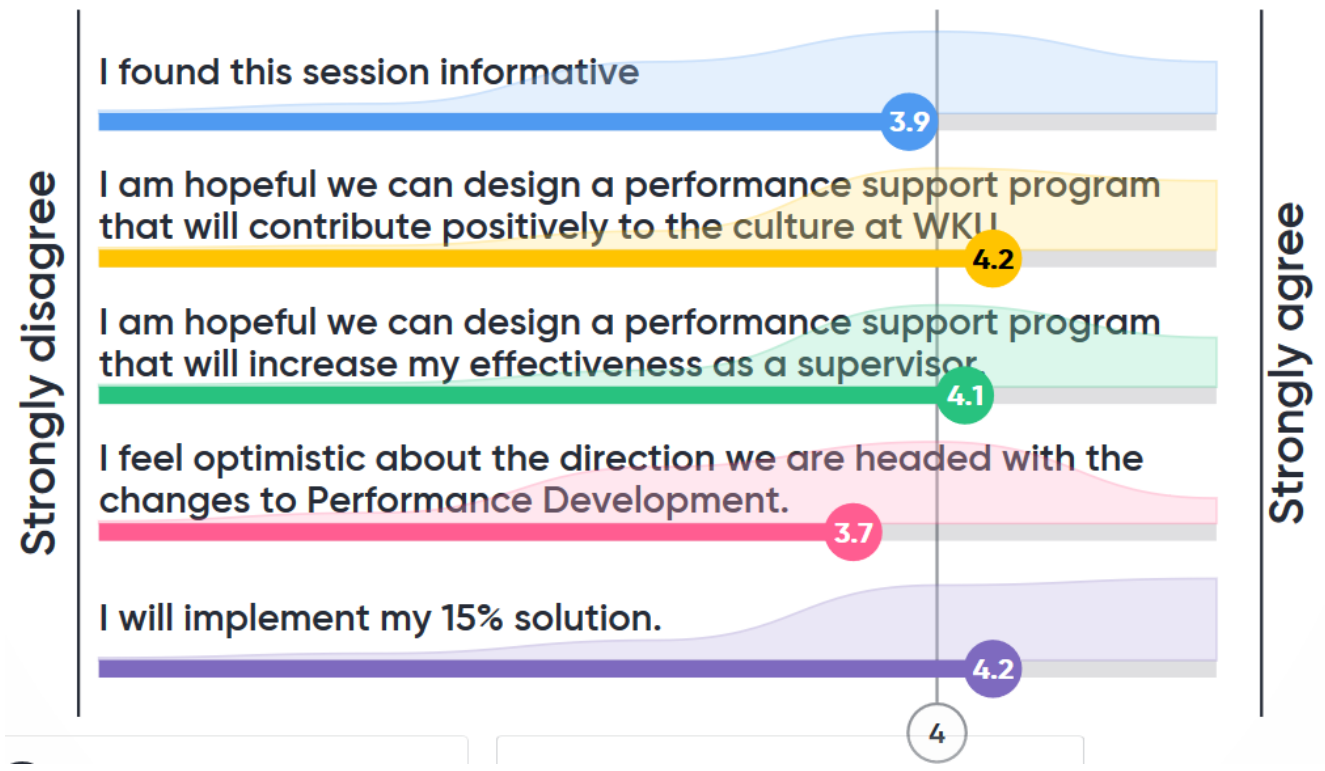 Strongly disagree
I found this session informative
3.9
I am hopeful we can design a performance support program
that will contribute positively to the culture at WKU
4.2
I am hopeful we can design a performance support program
that will increase my effectiveness as a supervisor.
4.1
I feel optimistic about the direction we are headed with the
changes to Performance Development.
3.7
I will implement my 15% solution.
4.2
4
Strongly agree